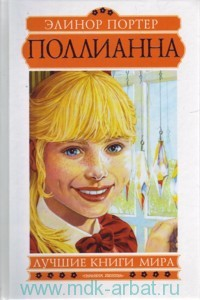 ЭЛИНОР ПОРТЕР
ПОЛЛИАННА
ЛУЧШИЕ КНИГИ МИРА
www.mdk-arbat.ru